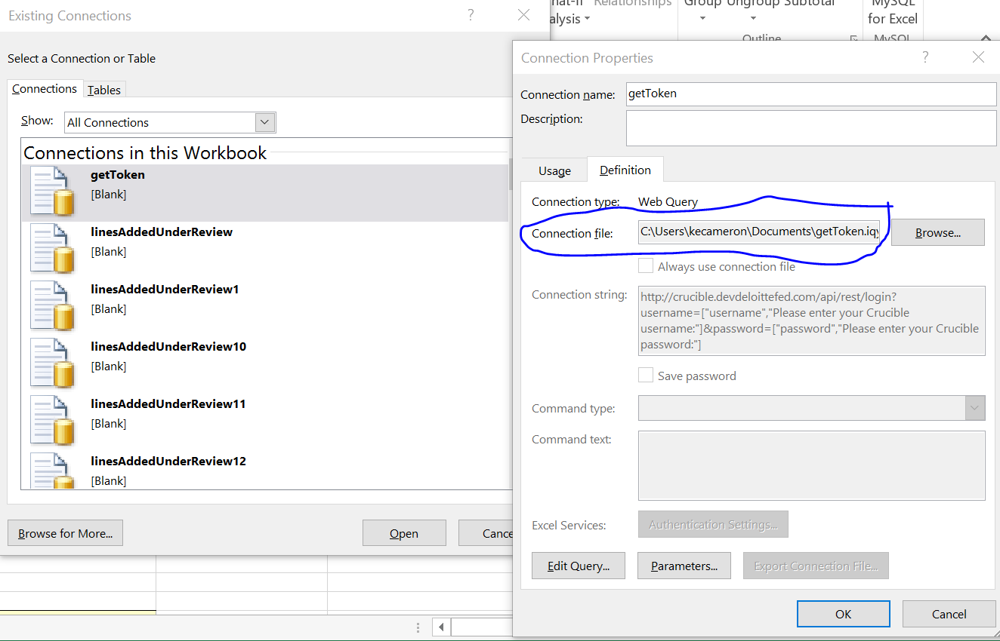 Existing Connections
?
Select a Connection or Table
Connections
Tables
Show:
All Connections
Connections in this Workbook
getToken
[Blank]
linesAddedUnderReview
[Blank]
linesAddedUnderReview1
[Blank]
linesAddedUnderReview10
[Blank]
linesAddedUnderReview11
[Blank]
linesAddedUnderReview12
[Blank]
Browse for More...
Open
Cance
Relationships
Group Ungroup Subtotal
MySQL
alysis
for Excel
Outline
MySQL
Connection Properties
?
Connection name:
getToken
Description:
Usage
Definition
Connection type:
Web Query
Connection file:
C:\Users\kecameron\Documents\getToken.iqy
Browse...
Always use connection file
Connection string:
http://crucible.devdeloittefed.com/api/rest/login?
username=["username","Please enter your Crucible
username:"]&password=["password","Please enter your Crucible
password:"]
Save password
Command type:
Command text:
Excel Services:
Authentication Settings...
Edit Query...
Parameters...
Export Connection File...
OK
Cancel